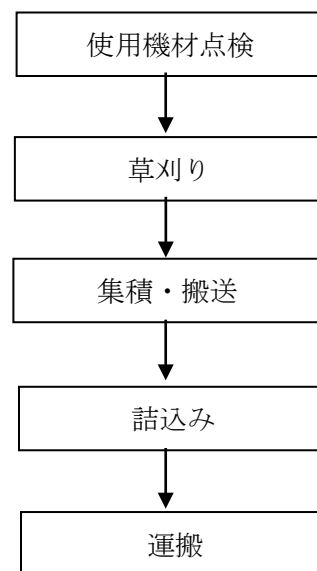 使用機材点検
草刈り
集積・搬送
詰込み
運搬